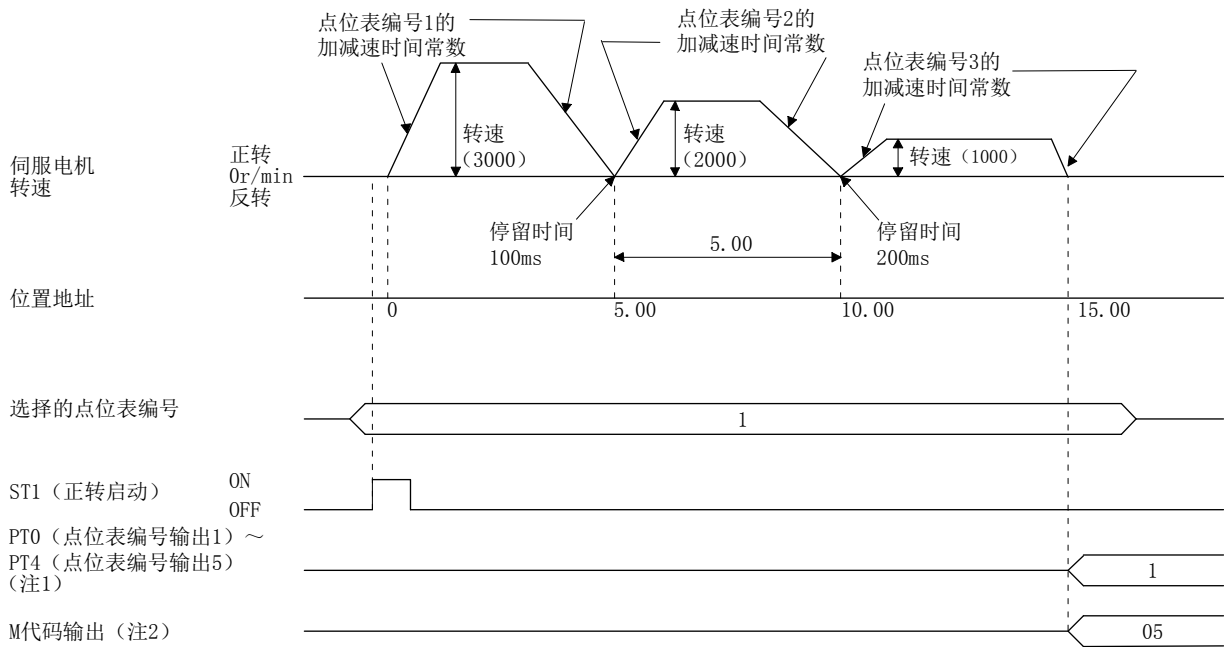 点位表编号1的
加减速时间常数
点位表编号2的
加减速时间常数
点位表编号3的
加减速时间常数
转速
（3000）
转速
（2000）
转速（1000）
伺服电机
转速
正转
0r/min
反转
停留时间
100ms
5.00
停留时间
200ms
位置地址
0
5.00
10.00
15.00
选择的点位表编号
1
ST1（正转启动）
ON
OFF
PT0（点位表编号输出1）～
PT4（点位表编号输出5）
（注1）
1
M代码输出（注2）
05